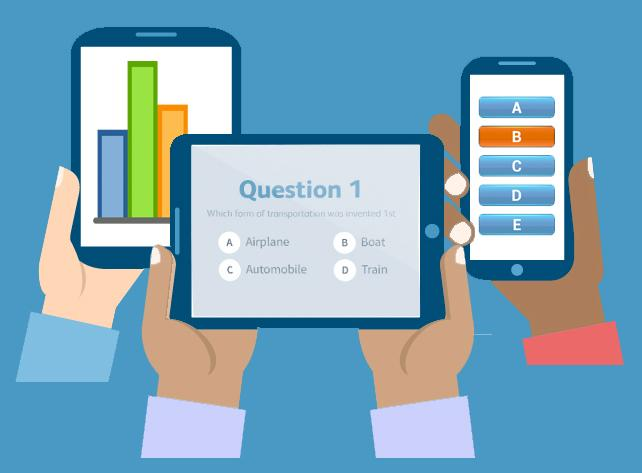 Question 1
Which form of transportation was invented 1st
A Airplane
B Boat
C Automobile
D Train
A
B
C
D
E